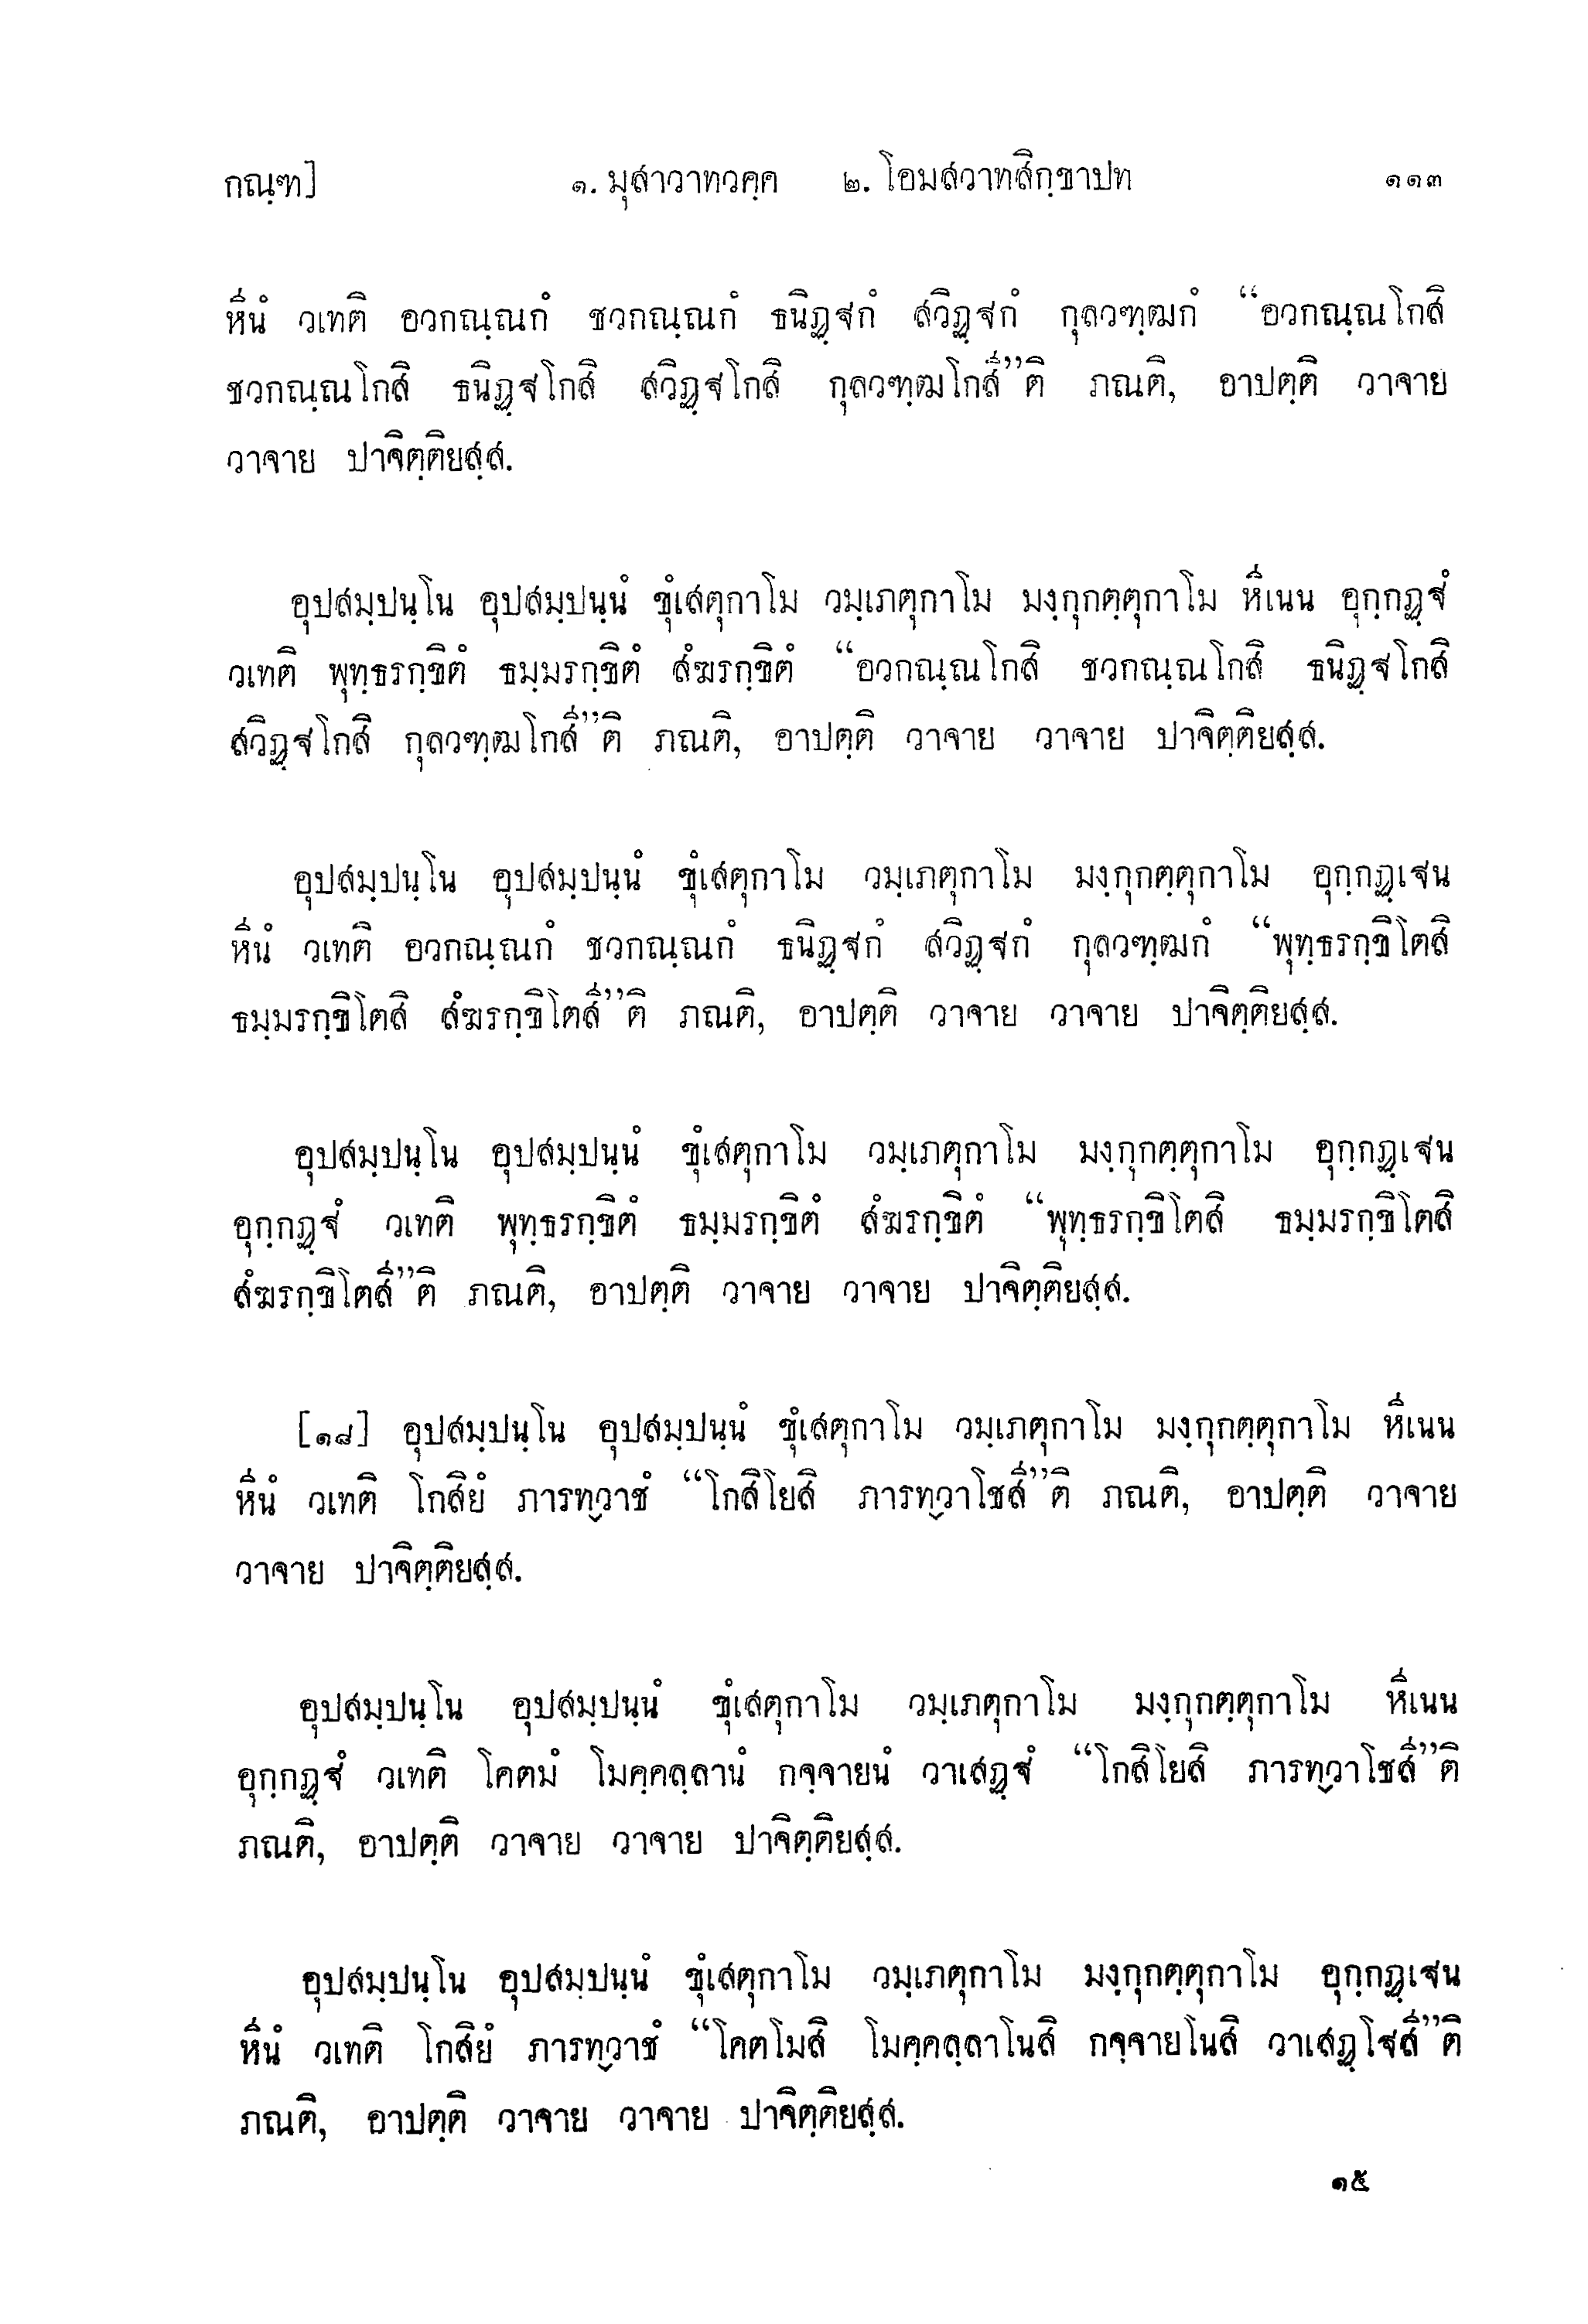 กณฺฑ] ๑. มุสาวาทวคฺค ๒. โอมสวาทสิกฺขาปท ๑๑๓
หีนํ วเทติ อวกณฺณกํ ชวกณฺณกํ ธนิฏฺฐกํ สวิฏฺฐกํ กุลวฑฺฒกํ “อวกณฺณโกสิ
ชวกณฺณโกสิ ธนิฏฺฐโกสิ สวิฏฺฐโกสิ กุลวฑฺฒโกสี”ติ ภณติ, อาปตฺติ วาจาย
วาจาย ปาจิตฺติยสฺส.
อุปสมฺปนฺโน อุปสมฺปนฺนํ ขุํเสตุกาโม วมฺเภตุกาโม มงฺกุกตฺตุกาโม หีเนน อุกฺกฏฺฐํ
วเทติ พุทฺธรกฺขิตํ ธมฺมรกฺขิตํ สํฆรกฺขิตํ “อวกณฺณโกสิ ชวกณฺณโกสิ ธนิฏฺฐโกสิ
สวิฏฺฐโกสิ กุลวฑฺฒโกสี”ติ ภณติ, อาปตฺติ วาจาย วาจาย ปาจิตฺติยสฺส.
อุปสมฺปนฺโน อุปสมฺปนฺนํ ขุํเสตุกาโม วมฺเภตุกาโม มงฺกุกตฺตุกาโม อุกฺกฏฺเฐน
หีนํ วเทติ อวกณฺณกํ ชวกณฺณกํ ธนิฏฺฐกํ สวิฏฺฐกํ กุลวฑฺฒกํ “พุทฺธรกฺขิโตสิ
ธมฺมรกฺขิโตสิ สํฆรกฺขิโตสี”ติ ภณติ, อาปตฺติ วาจาย วาจาย ปาจิตฺติยสฺส.
อุปสมฺปนฺโน อุปสมฺปนฺนํ ขุํเสตุกาโม วมฺเภตุกาโม มงฺกุกตฺตุกาโม อุกฺกฏฺเฐน
อุกฺกฏฺฐํ วเทติ พุทฺธรกฺขิตํ ธมฺมรกฺขิตํ สํฆรกฺขิตํ “พุทฺธรกฺขิโตสิ ธมฺมรกฺขิโตสิ
สํฆรกฺขิโตสี”ติ ภณติ, อาปตฺติ วาจาย วาจาย ปาจิตฺติยสฺส.
[๑๘] อุปสมฺปนฺโน อุปสมฺปนฺนํ ขุํเสตุกาโม วมฺเภตุกาโม มงฺกุกตฺตุกาโม หีเนน
หีนํ วเทติ โกสิยํ ภารทฺวาชํ “โกสิโยสิ ภารทฺวาโชสี”ติ ภณติ, อาปตฺติ วาจาย
วาจาย ปาจิตฺติยสฺส.
อุปสมฺปนฺโน อุปสมฺปนฺนํ ขุํเสตุกาโม วมฺเภตุกาโม มงฺกุกตฺตุกาโม หีเนน
อุกฺกฏฺฐํ วเทติ โคตมํ โมคฺคลฺลานํ กจฺจายนํ วาเสฏฺฐํ “โกสิโยสิ ภารทฺวาโชสี”ติ
ภณติ, อาปตฺติ วาจาย วาจาย ปาจิตฺติยสฺส.
อุปสมฺปนฺโน อุปสมฺปนฺนํ ขุํเสตุกาโม วมฺเภตุกาโม มงฺกุกตฺตุกาโม อุกฺกฏฺเฐน
หีนํ วเทติ โกสิยํ ภารทฺวาชํ “โคตโมสิ โมคฺคลฺลาโนสิ กจฺจายโนสิ วาเสฏฺโฐสี”ติ
ภณติ, อาปตฺติ วาจาย วาจาย ปาจิตฺติยสฺส.
๑๕